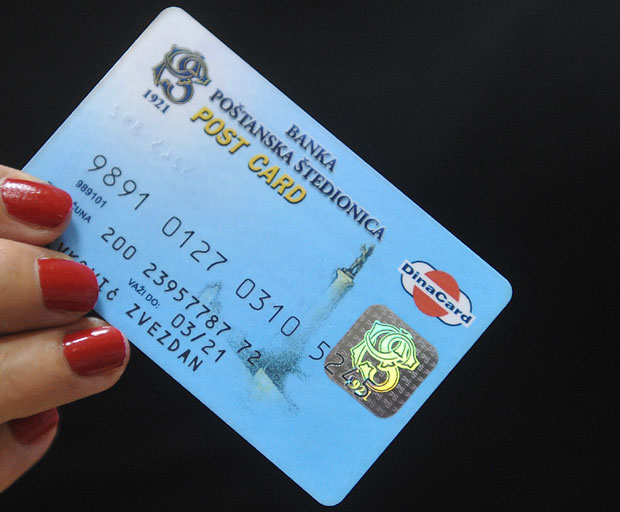 1921
BANKA
POŠTANSKA ŠTEDIONICA
POST CARD
9891 0127 0310
989101
200 23957787 72
VAŽI DO: 03/21
ZVEZDAN
DinaCard
1921